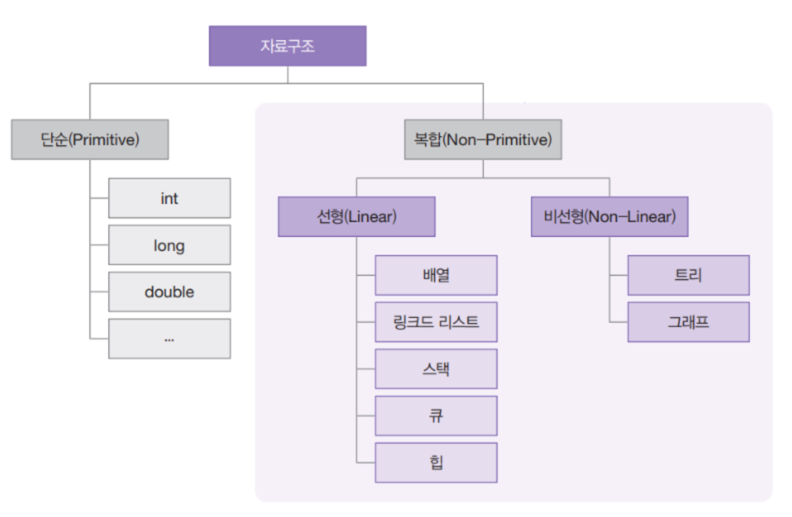 자료구조
단순(Primitive)
int
long
double
...
복합(Non-Primitive)
선형(Linear)
배열
링크드 리스트
스택
큐
힙
비선형(Non-Linear)
트리
그래프